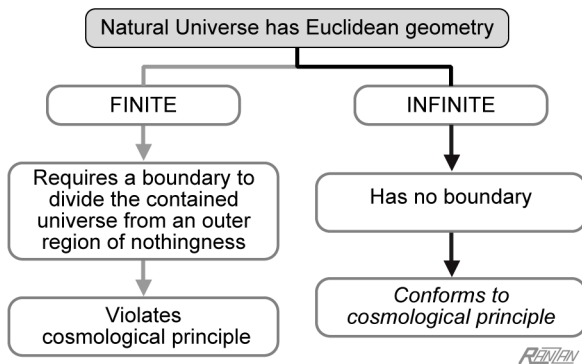 Natural Universe has Euclidean geometry
FINITE
INFINITE
Requires a boundary to
divide the contained
universe from an outer
region of nothingness
Has no boundary
Violates
cosmological principle
Conforms to
cosmological principle
RANTAN